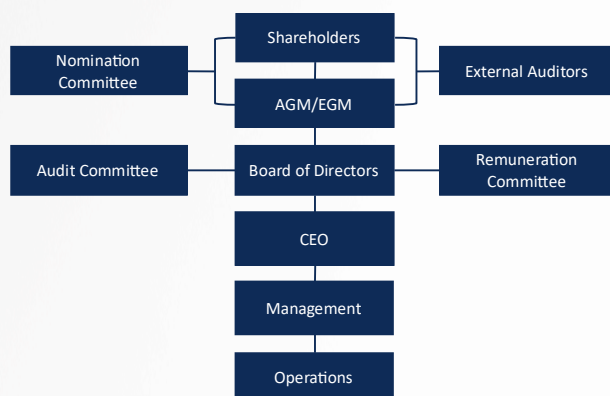 Shareholders
Nomination
Committee
External Auditors
AGM/EGM
Audit Committee
Board of Directors
Remuneration
Committee
CEO
Management
Operations